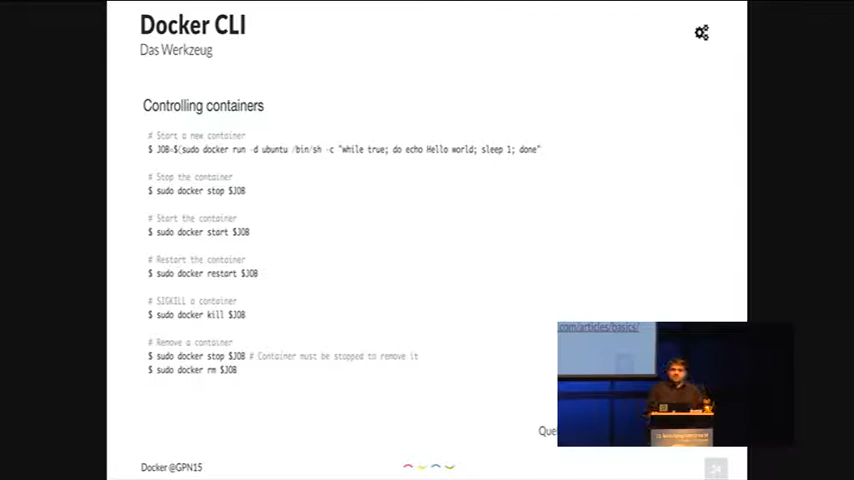 Docker CLI
Das Werkzeug
Controlling containers
# Start a new container
$ JOB=$(sudo docker run -d ubuntu /bin/sh -c "while true; do echo Hello world; sleep 1; done"
# Stop the container
$ sudo docker stop $JOB
# Start the container
$ sudo docker start $JOB
# Restart the container
$ sudo docker restart $JOB
# SIGKILL a container
$ sudo docker kill $JOB
# Remove a container
$ sudo docker stop $JOB # Container must be stopped to remove it
$ sudo docker rm $JOB
.com/articles/basics/
Que
Docker @GPN15
24